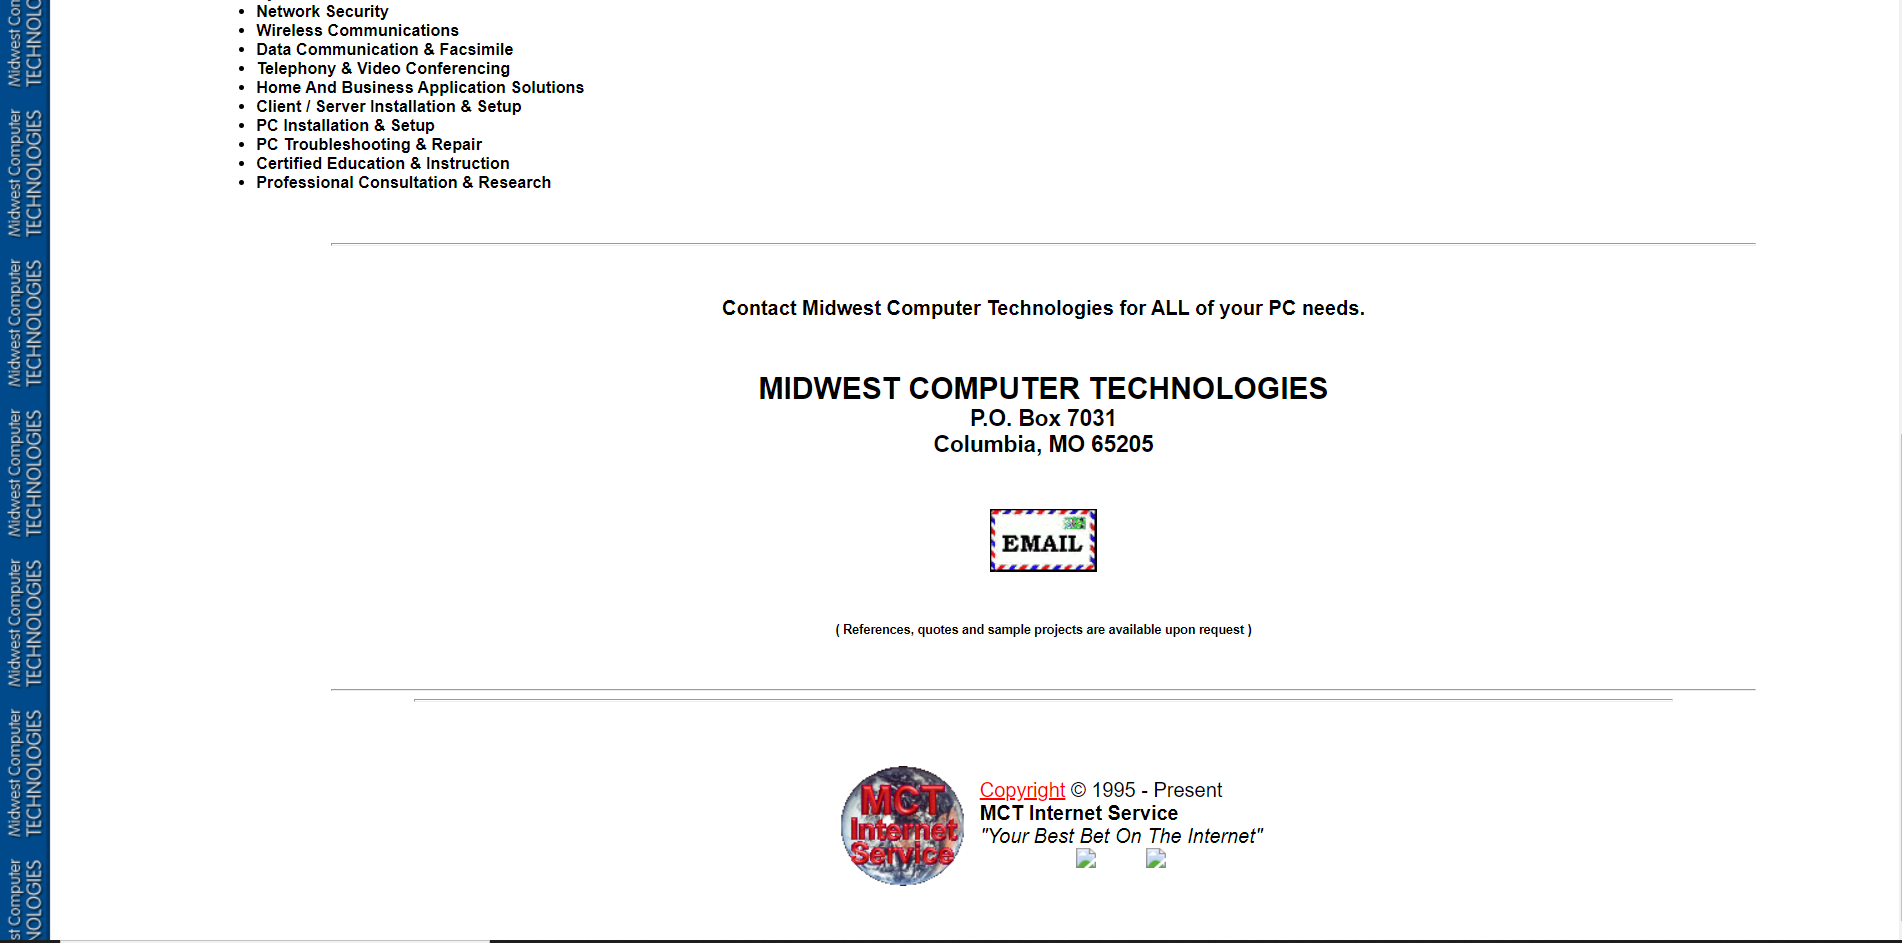 Network Security
Wireless Communications
Data Communication & Facsimile
Telephony & Video Conferencing
Home And Business Application Solutions
Client / Server Installation & Setup
PC Installation & Setup
PC Troubleshooting & Repair
Certified Education & Instruction
Professional Consultation & Research
Contact Midwest Computer Technologies for ALL of your PC needs.
MIDWEST COMPUTER TECHNOLOGIES
P.O. Box 7031
Columbia, MO 65205
EMAIL
( References, quotes and sample projects are available upon request )
MCT
Internet
Service
Copyright © 1995 - Present
MCT Internet Service
"Your Best Bet On The Internet"
Midwest Com
TECHNOLO
Midwest Computer
TECHNOLOGIES
Midwest Computer
TECHNOLOGIES
Midwest Computer
TECHNOLOGIES
Midwest Computer
TECHNOLOGIES
Midwest Computer
TECHNOLOGIES
st Computer
NOLOGIES